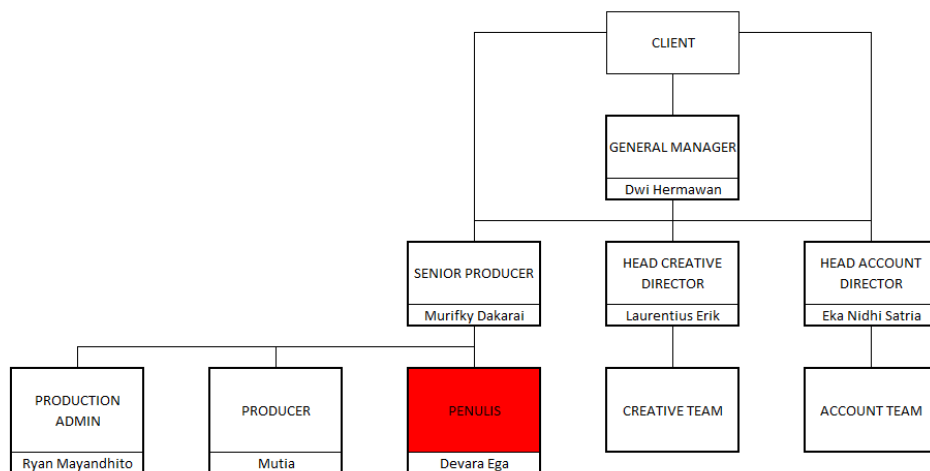 CLIENT
GENERAL MANAGER
Dwi Hermawan
SENIOR PRODUCER
Murifky Dakarai
HEAD CREATIVE
DIRECTOR
Laurentius Erik
HEAD ACCOUNT
DIRECTOR
Eka Nidhi Satria
PRODUCTION
ADMIN
Ryan Mayandhito
PRODUCER
Mutia
PENULIS
Devara Ega
CREATIVE TEAM
ACCOUNT TEAM